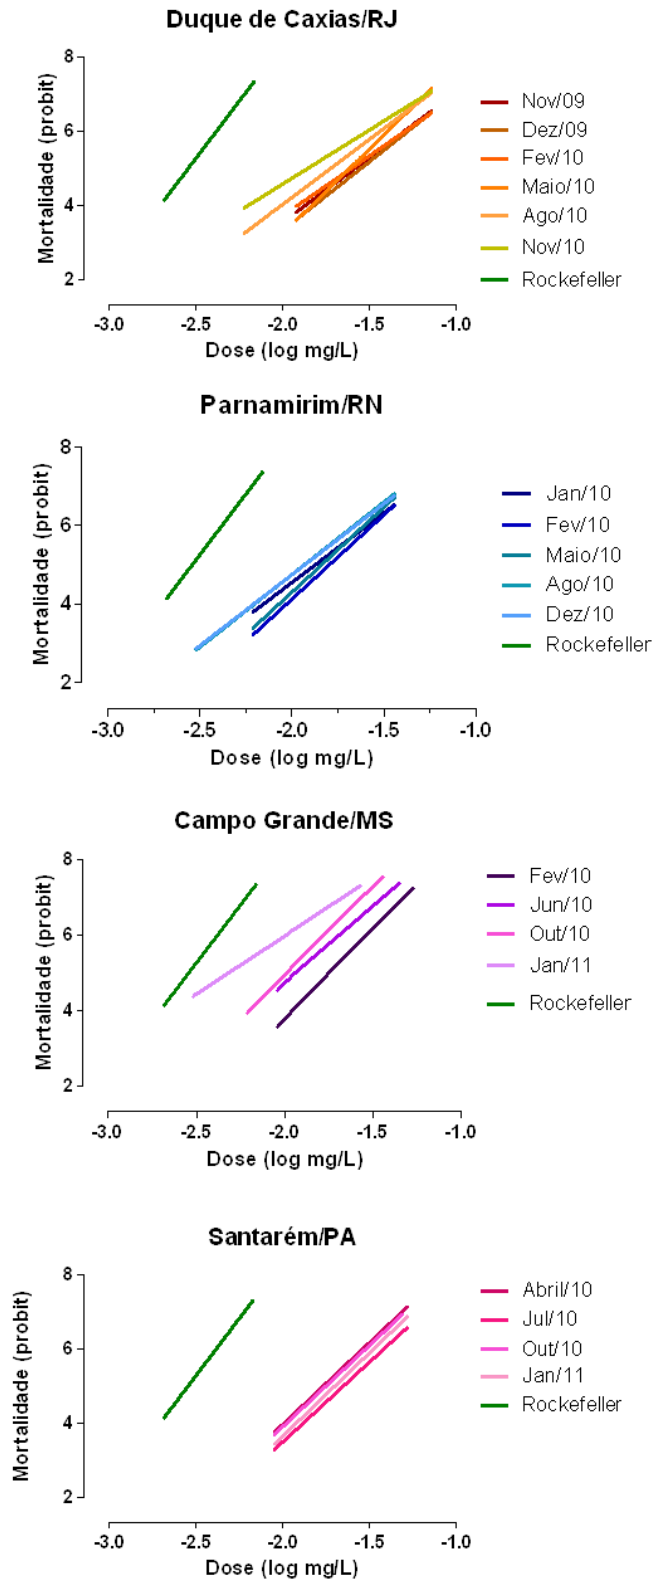 Duque de Caxias/RJ
Mortalidade (probit)
8
6
4
2
-3.0 -2.5 -2.0 -1.5 -1.0
Dose (log mg/L)
Nov/09
Dez/09
Fev/10
Maio/10
Ago/10
Nov/10
Rockefeller
Parnamirim/RN
Mortalidade (probit)
8
6
4
2
-3.0 -2.5 -2.0 -1.5 -1.0
Dose (log mg/L)
Jan/10
Fev/10
Maio/10
Ago/10
Dez/10
Rockefeller
Campo Grande/MS
Mortalidade (probit)
8
6
4
2
-3.0 -2.5 -2.0 -1.5 -1.0
Dose (log mg/L)
Fev/10
Jun/10
Out/10
Jan/11
Rockefeller
Santarém/PA
Mortalidade (probit)
8
6
4
2
-3.0 -2.5 -2.0 -1.5 -1.0
Dose (log mg/L)
Abril/10
Jul/10
Out/10
Jan/11
Rockefeller